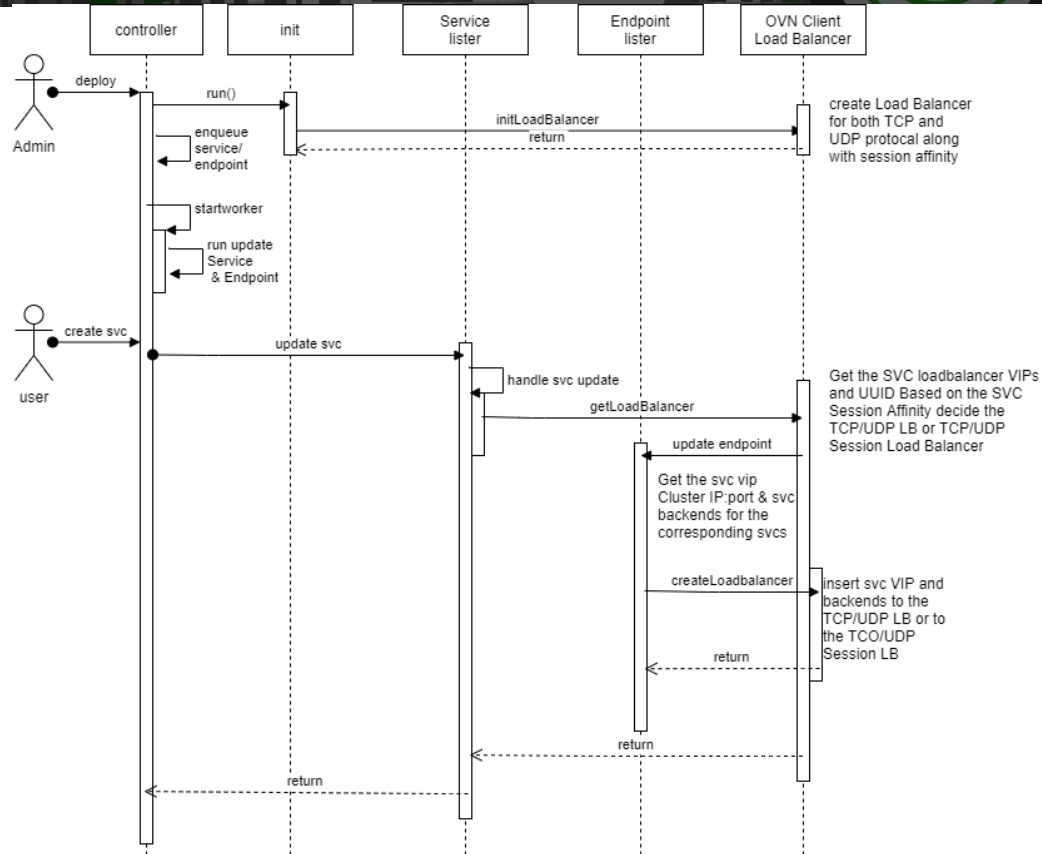 controller
init
Service
lister
Endpoint
lister
OVN Client
Load Balancer
deploy
Admin
run()
enqueue
service/
endpoint
initLoadBalancer
return
create Load Balancer
for both TCP and
UDP protocal along
with session affinity
startworker
run update
Service
& Endpoint
create svc
user
update svc
handle svc update
getLoadBalancer
Get the SVC loadbalancer VIPs
and UUID Based on the SVC
Session Affinity decide the
TCP/UDP LB or TCP/UDP
Session Load Balancer
update endpoint
Get the svc vip
Cluster IP:port & svc
backends for the
corresponding svcs
createLoadbalancer
insert svc VIP and
backends to the
TCP/UDP LB or to
the TCO/UDP
Session LB
return
return
return